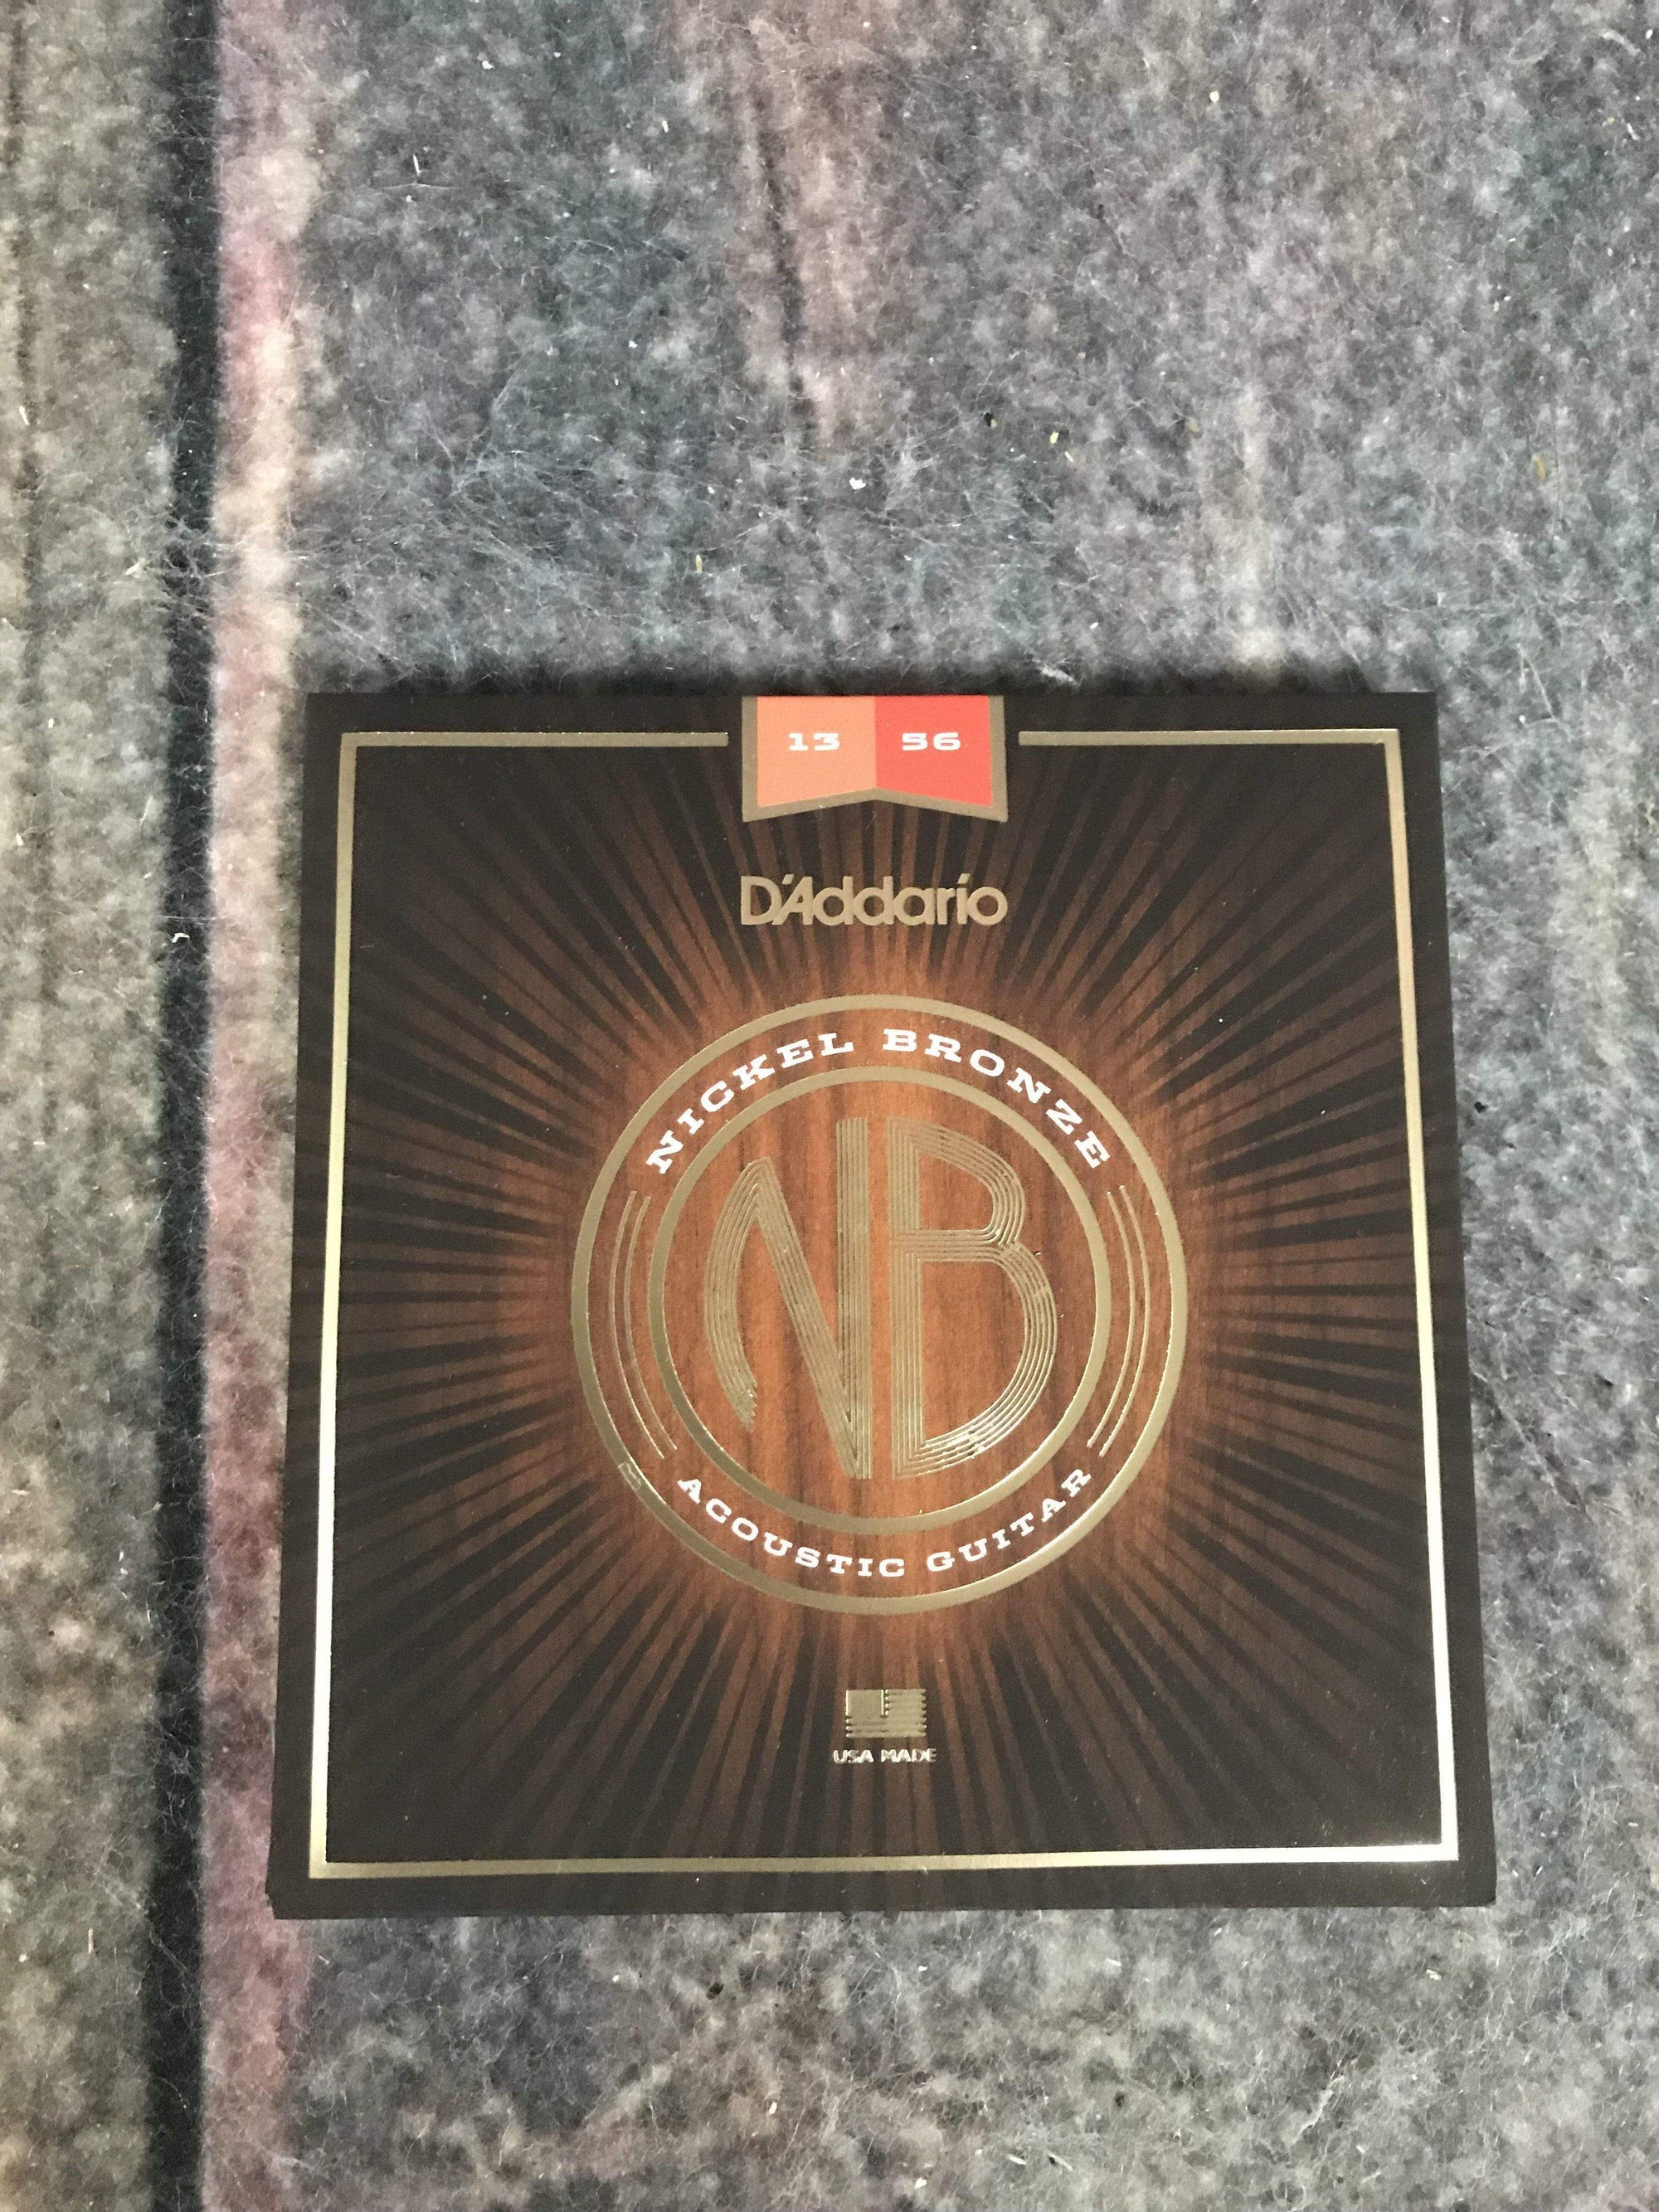 13 56
D'Addario
NICKEL BRONZE
NB
ACOUSTIC GUITAR
USA MADE